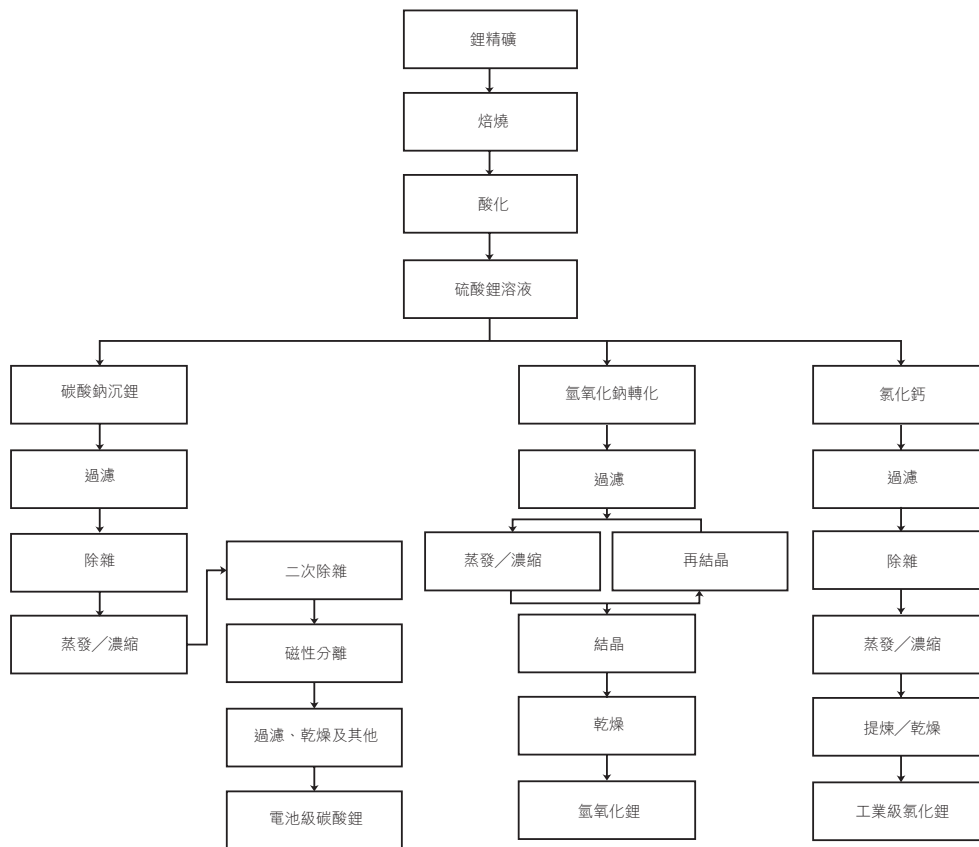 鋰精礦
焙燒
酸化
硫酸鋰溶液
碳酸鈉沉鋰
過濾
除雜
蒸發╱濃縮
二次除雜
磁性分離
過濾、乾燥及其他
電池級碳酸鋰
氫氧化鈉轉化
過濾
蒸發╱濃縮
再結晶
結晶
乾燥
氫氧化鋰
氯化鈣
過濾
除雜
蒸發╱濃縮
提煉╱乾燥
工業級氯化鋰